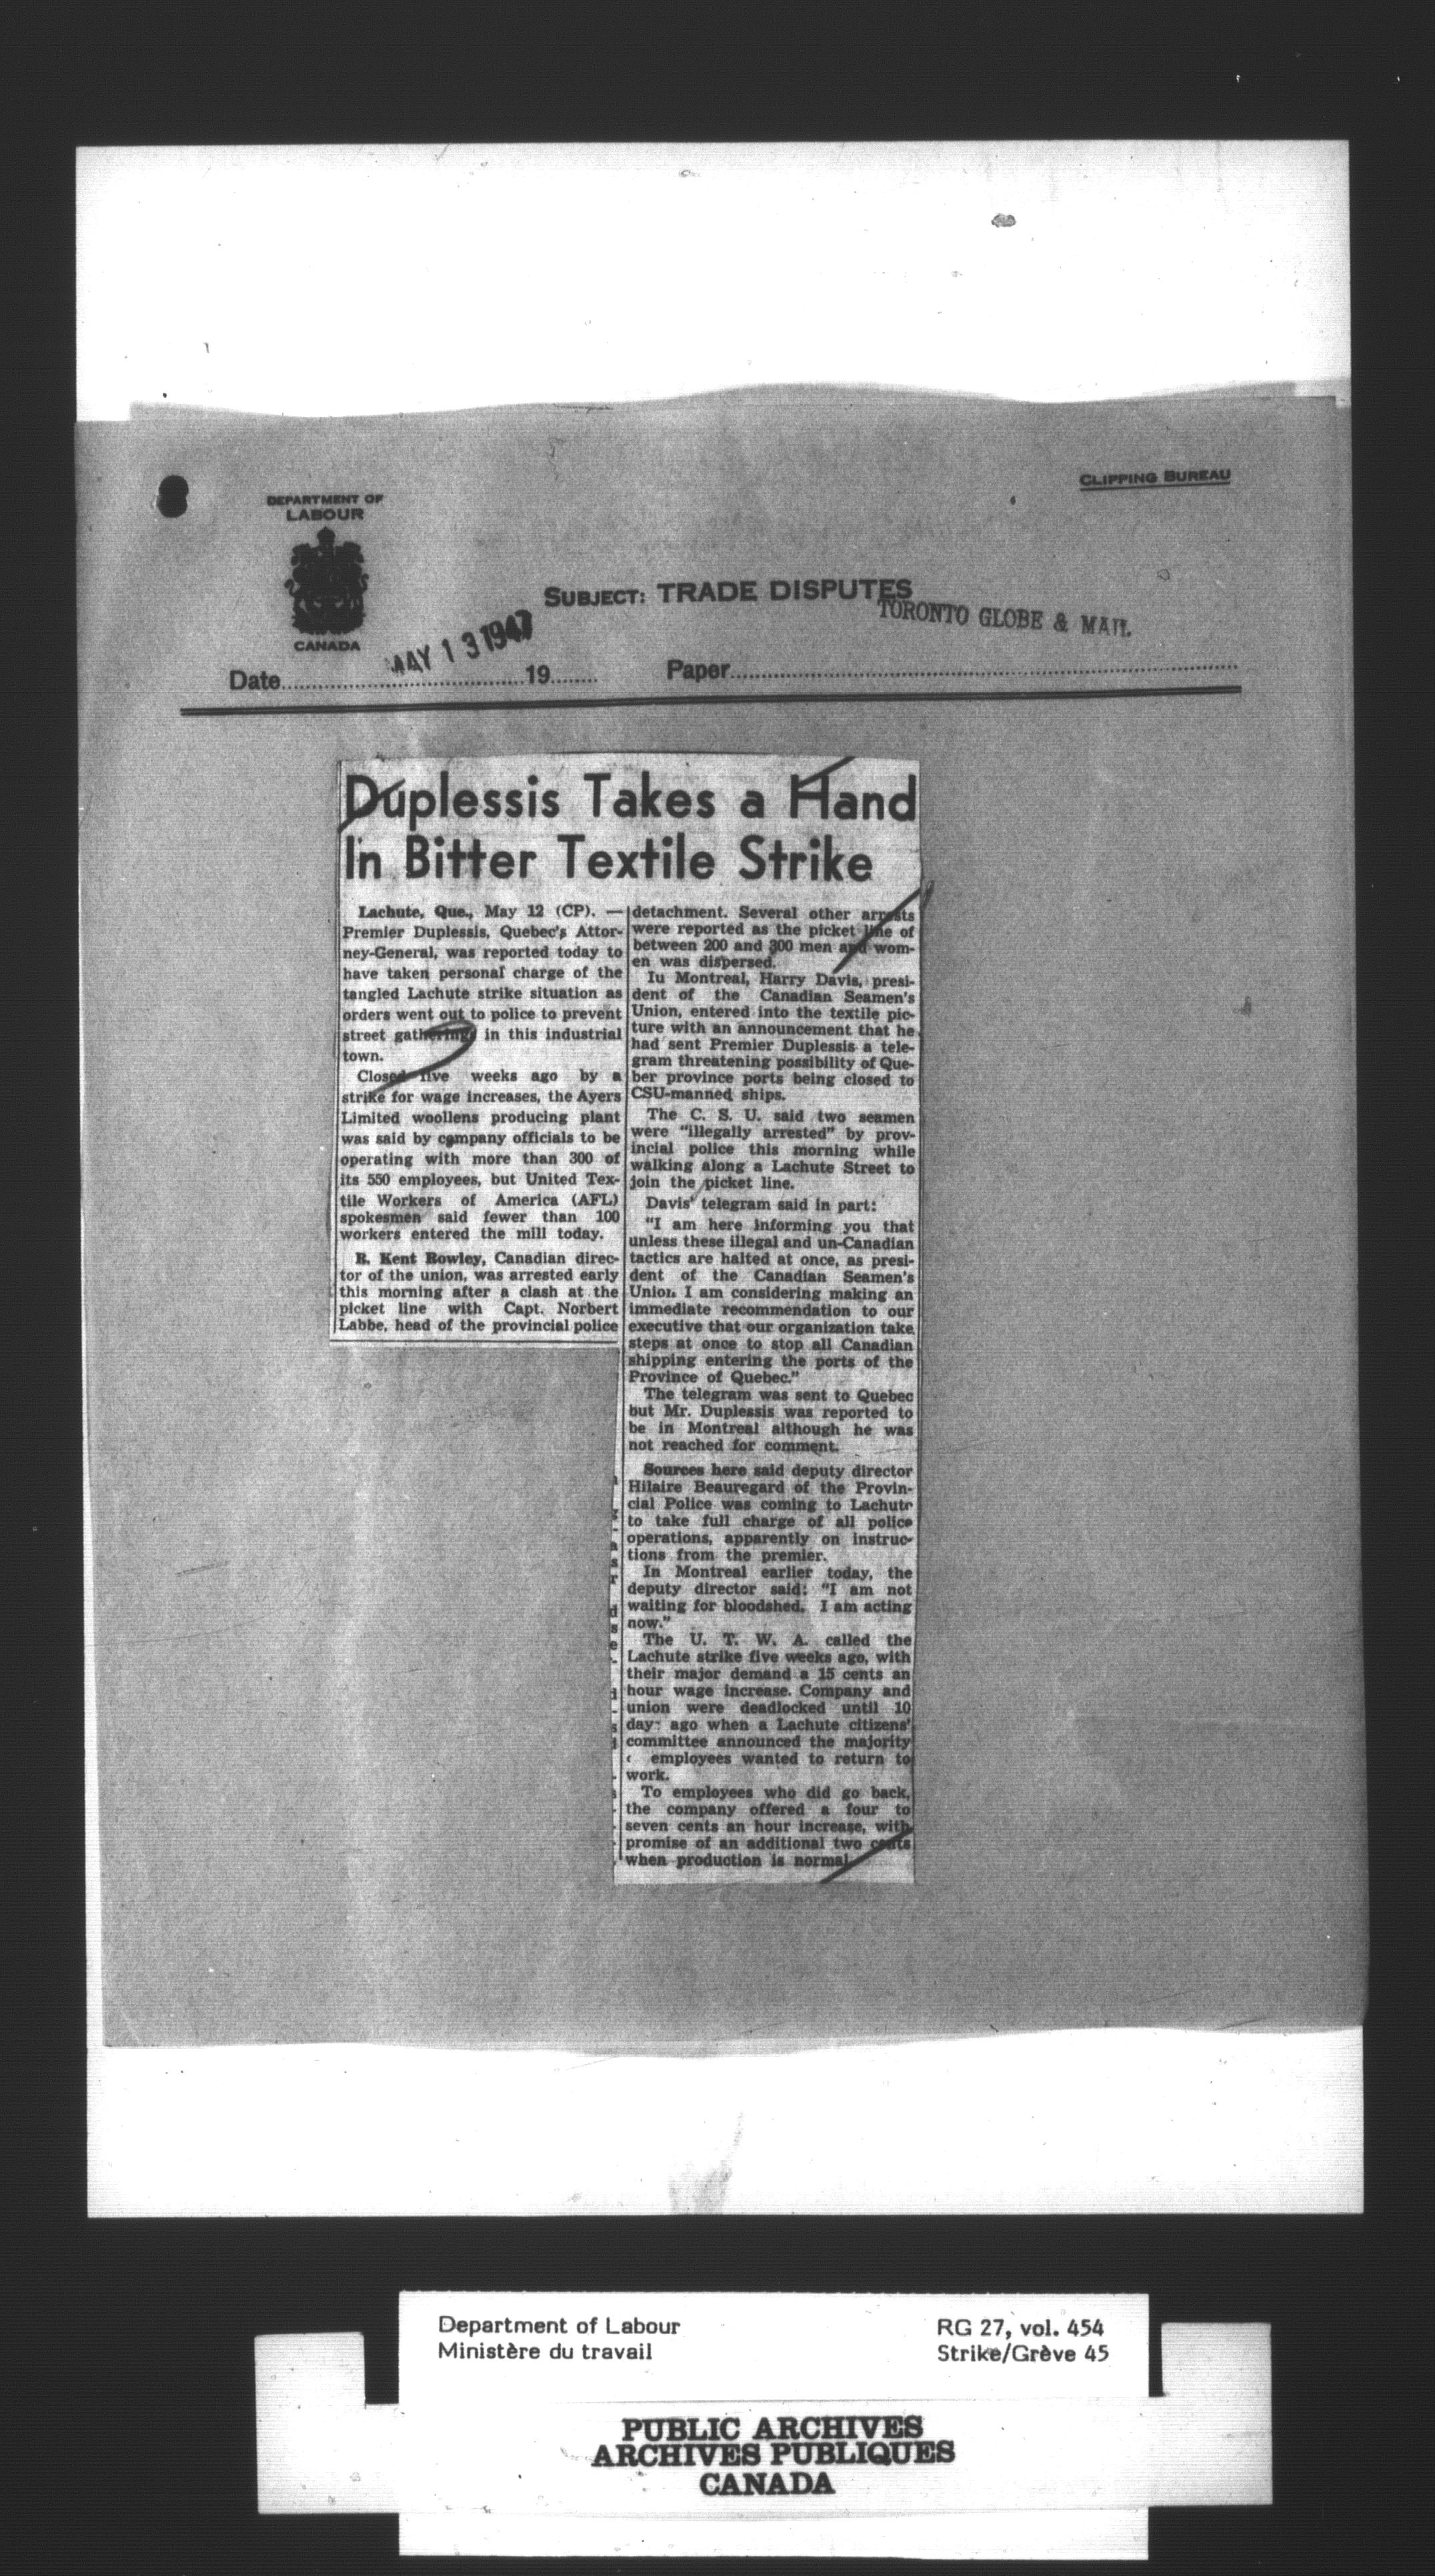 CLIPPING BUREAU
DEPARTMENT OF
LABOUR
CANADA
SUBJECT: TRADE DISPUTES
TORONTO GLOBE & MAIL
MAY 13 1947
Date 19 Paper
Duplessis Takes a Hand
In Bitter Textile Strike
Lachute, Que., May 12 (CP). —
Premier Duplessis, Quebec's Attor-
ney-General, was reported today to
have taken personal charge of the
tangled Lachute strike situation as
orders went out to police to prevent
street gatherings in this industrial
town.
Closed five weeks ago by a
strike for wage increases, the Ayers
Limited woollens producing plant
was said by company officials to be
operating with more than 300 of
its 550 employees, but United Tex-
tile Workers of America (AFL)
spokesmen said fewer than 100
workers entered the mill today.
R. Kent Rowley, Canadian direc-
tor of the union, was arrested early
this morning after a clash at the
picket line with Capt. Norbert
Labbe, head of the provincial police
detachment. Several other arrests
were reported as the picket line of
between 200 and 300 men and wom-
en was dispersed.
Iu Montreal, Harry Davis, presi-
dent of the Canadian Seamen's
Union, entered into the textile pic-
ture with an announcement that he
had sent Premier Duplessis a tele-
gram threatening possibility of Que-
ber province ports being closed to
CSU-manned ships.
The C. S. U. said two seamen
were "illegally arrested" by prov-
incial police this morning while
walking along a Lachute Street to
join the picket line.
Davis' telegram said in part:
"I am here informing you that
unless these illegal and un-Canadian
tactics are halted at once, as presi-
dent of the Canadian Seamen's
Union I am considering making an
immediate recommendation to our
executive that our organization take
steps at once to stop all Canadian
shipping entering the ports of the
Province of Quebec."
The telegram was sent to Quebec
but Mr. Duplessis was reported to
be in Montreal although he was
not reached for comment.
Sources here said deputy director
Hilaire Beauregard of the Provin-
cial Police was coming to Lachute
to take full charge of all police
operations, apparently on instruc-
tions from the premier.
In Montreal earlier today, the
deputy director said: "I am not
waiting for bloodshed. I am acting
now."
The U. T. W. A. called the
Lachute strike five weeks ago, with
their major demand a 15 cents an
hour wage increase. Company and
union were deadlocked until 10
day ago when a Lachute citizens'
committee announced the majority
employees wanted to return to
work.
To employees who did go back,
the company offered a four to
seven cents an hour increase, with
promise of an additional two cents
when production is normal.
Department of Labour
Ministère du travail
RG 27, vol. 454
Strike/Grève 45
PUBLIC ARCHIVES
ARCHIVES PUBLIQUES
CANADA